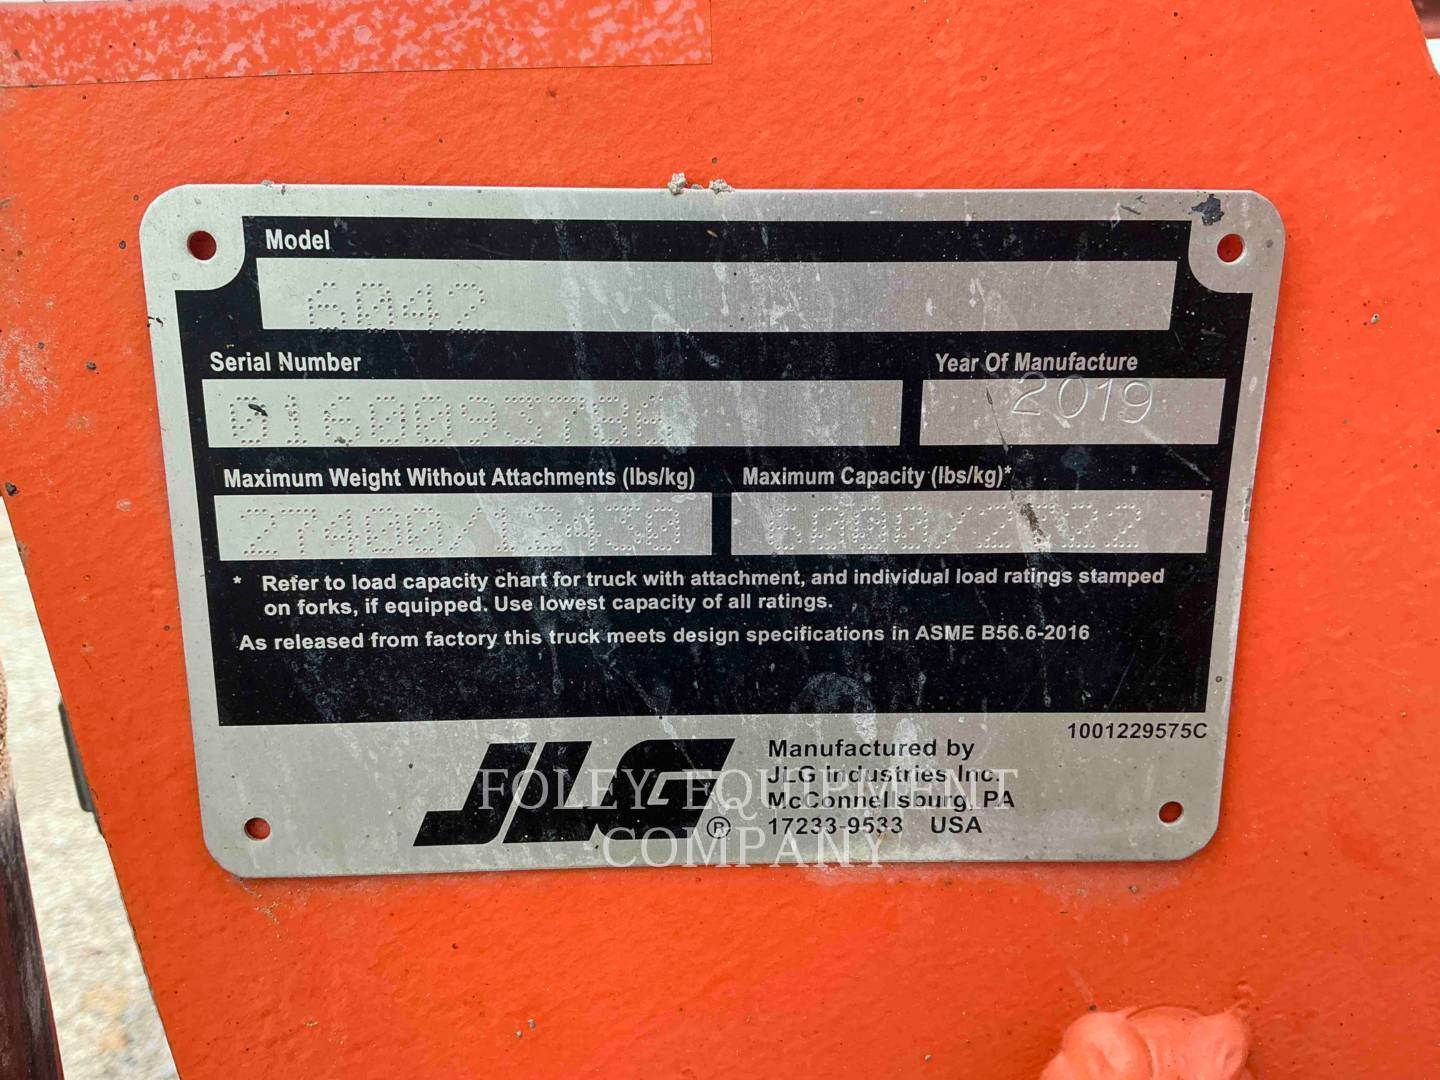 Model
6042
Serial Number
Year Of Manufacture
2019
Maximum Weight Without Attachments (lbs/kg)
Maximum Capacity (lbs/kg)*
27400/12430
* Refer to load capacity chart for truck with attachment, and individual load ratings stamped
on forks, if equipped. Use lowest capacity of all ratings.
As released from factory this truck meets design specifications in ASME B56.6-2016
1001229575C
JLG®
Manufactured by
JLG Industries Inc.
McConnellsburg, PA
17233-9533 USA
FOLEY EQUIPMENT
COMPANY